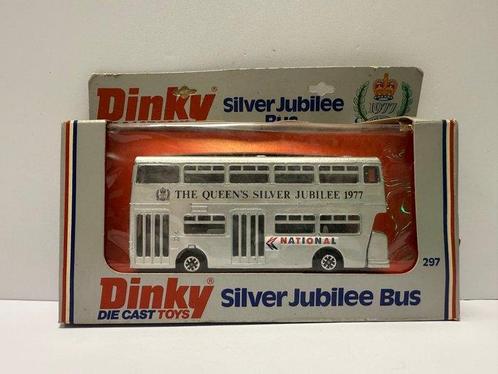 Dinky® Silver Jubilee
Bus
1977
THE QUEEN'S SILVER JUBILEE 1977
NATIONAL
297
Dinky® Silver Jubilee Bus
DIE CAST TOYS